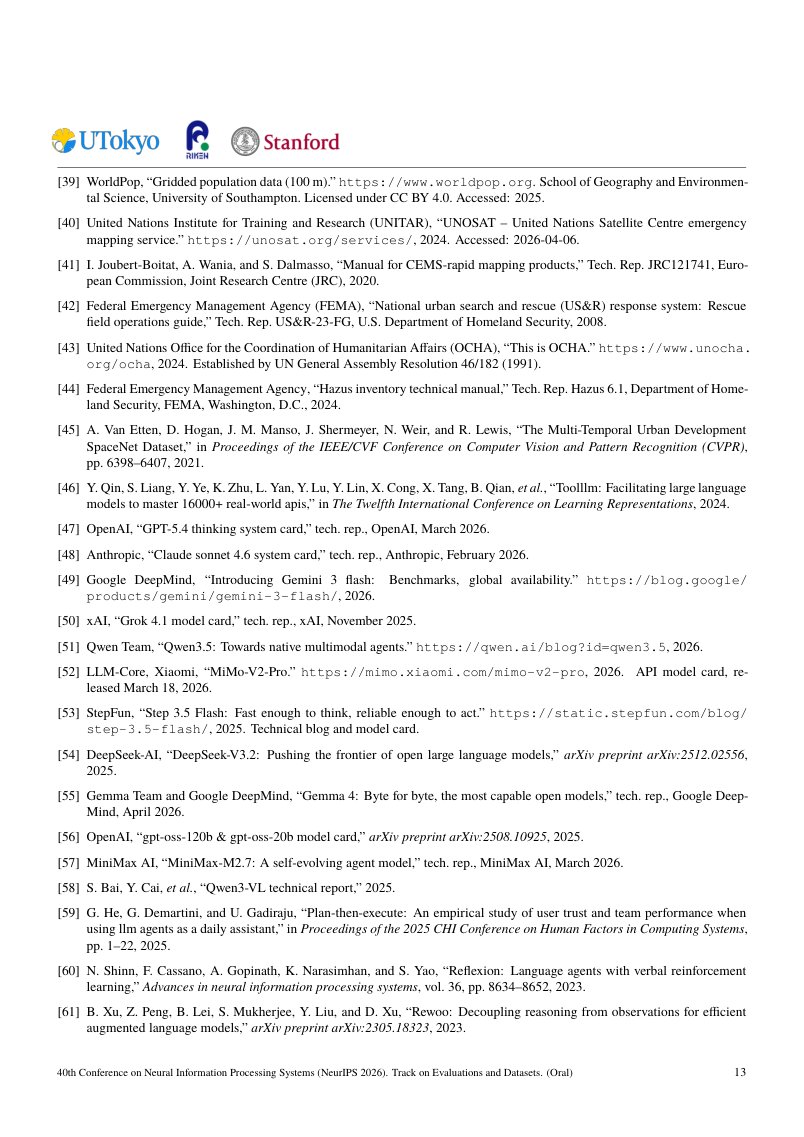 UTokyo RIKEN Stanford
[39] WorldPop, “Gridded population data (100 m).” https://www.worldpop.org. School of Geography and Environmen-
tal Science, University of Southampton. Licensed under CC BY 4.0. Accessed: 2025.
[40] United Nations Institute for Training and Research (UNITAR), “UNOSAT – United Nations Satellite Centre emergency
mapping service.” https://unosat.org/services/, 2024. Accessed: 2026-04-06.
[41] I. Joubert-Boitat, A. Wania, and S. Dalmasso, “Manual for CEMS-rapid mapping products,” Tech. Rep. JRC121741, Euro-
pean Commission, Joint Research Centre (JRC), 2020.
[42] Federal Emergency Management Agency (FEMA), “National urban search and rescue (US&R) response system: Rescue
field operations guide,” Tech. Rep. US&R-23-FG, U.S. Department of Homeland Security, 2008.
[43] United Nations Office for the Coordination of Humanitarian Affairs (OCHA), “This is OCHA.” https://www.unocha.
org/ocha, 2024. Established by UN General Assembly Resolution 46/182 (1991).
[44] Federal Emergency Management Agency, “Hazus inventory technical manual,” Tech. Rep. Hazus 6.1, Department of Home-
land Security, FEMA, Washington, D.C., 2024.
[45] A. Van Etten, D. Hogan, J. M. Manso, J. Shermeyer, N. Weir, and R. Lewis, “The Multi-Temporal Urban Development
SpaceNet Dataset,” in Proceedings of the IEEE/CVF Conference on Computer Vision and Pattern Recognition (CVPR),
pp. 6398–6407, 2021.
[46] Y. Qin, S. Liang, Y. Ye, K. Zhu, L. Yan, Y. Lu, Y. Lin, X. Cong, X. Tang, B. Qian, et al., “Toolllm: Facilitating large language
models to master 16000+ real-world apis,” in The Twelfth International Conference on Learning Representations, 2024.
[47] OpenAI, “GPT-5.4 thinking system card,” tech. rep., OpenAI, March 2026.
[48] Anthropic, “Claude sonnet 4.6 system card,” tech. rep., Anthropic, February 2026.
[49] Google DeepMind, “Introducing Gemini 3 flash: Benchmarks, global availability.” https://blog.google/
products/gemini/gemini-3-flash/, 2026.
[50] xAI, “Grok 4.1 model card,” tech. rep., xAI, November 2025.
[51] Qwen Team, “Qwen3.5: Towards native multimodal agents.” https://qwen.ai/blog?id=qwen3.5, 2026.
[52] LLM-Core, Xiaomi, “MiMo-V2-Pro.” https://mimo.xiaomi.com/mimo-v2-pro, 2026. API model card, re-
leased March 18, 2026.
[53] StepFun, “Step 3.5 Flash: Fast enough to think, reliable enough to act.” https://static.stepfun.com/blog/
step-3.5-flash/, 2025. Technical blog and model card.
[54] DeepSeek-AI, “DeepSeek-V3.2: Pushing the frontier of open large language models,” arXiv preprint arXiv:2512.02556,
2025.
[55] Gemma Team and Google DeepMind, “Gemma 4: Byte for byte, the most capable open models,” tech. rep., Google Deep-
Mind, April 2026.
[56] OpenAI, “gpt-oss-120b & gpt-oss-20b model card,” arXiv preprint arXiv:2508.10925, 2025.
[57] MiniMax AI, “MiniMax-M2.7: A self-evolving agent model,” tech. rep., MiniMax AI, March 2026.
[58] S. Bai, Y. Cai, et al., “Qwen3-VL technical report,” 2025.
[59] G. He, G. Demartini, and U. Gadiraju, “Plan-then-execute: An empirical study of user trust and team performance when
using llm agents as a daily assistant,” in Proceedings of the 2025 CHI Conference on Human Factors in Computing Systems,
pp. 1–22, 2025.
[60] N. Shinn, F. Cassano, A. Gopinath, K. Narasimhan, and S. Yao, “Reflexion: Language agents with verbal reinforcement
learning,” Advances in neural information processing systems, vol. 36, pp. 8634–8652, 2023.
[61] B. Xu, Z. Peng, B. Lei, S. Mukherjee, Y. Liu, and D. Xu, “Rewoo: Decoupling reasoning from observations for efficient
augmented language models,” arXiv preprint arXiv:2305.18323, 2023.
40th Conference on Neural Information Processing Systems (NeurIPS 2026). Track on Evaluations and Datasets. (Oral) 13